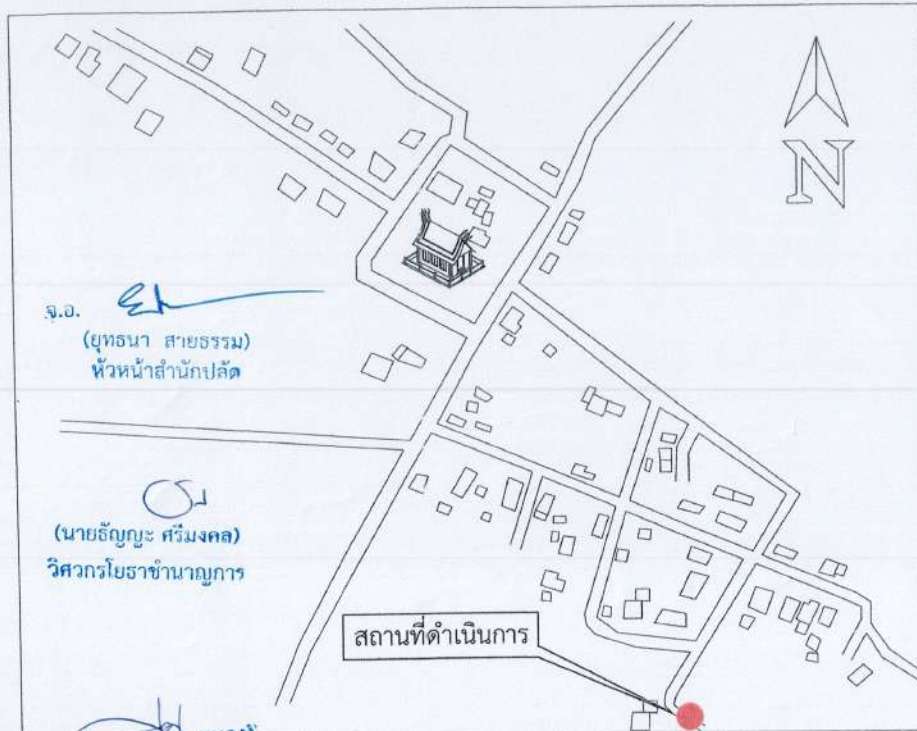 N
จ.อ.
(ยุทธนา สายธรรม)
หัวหน้าสำนักปลัด
(นายธัญญะ ศรีมงคล)
วิศวกรโยธาชำนาญการ
สถานที่ดำเนินการ